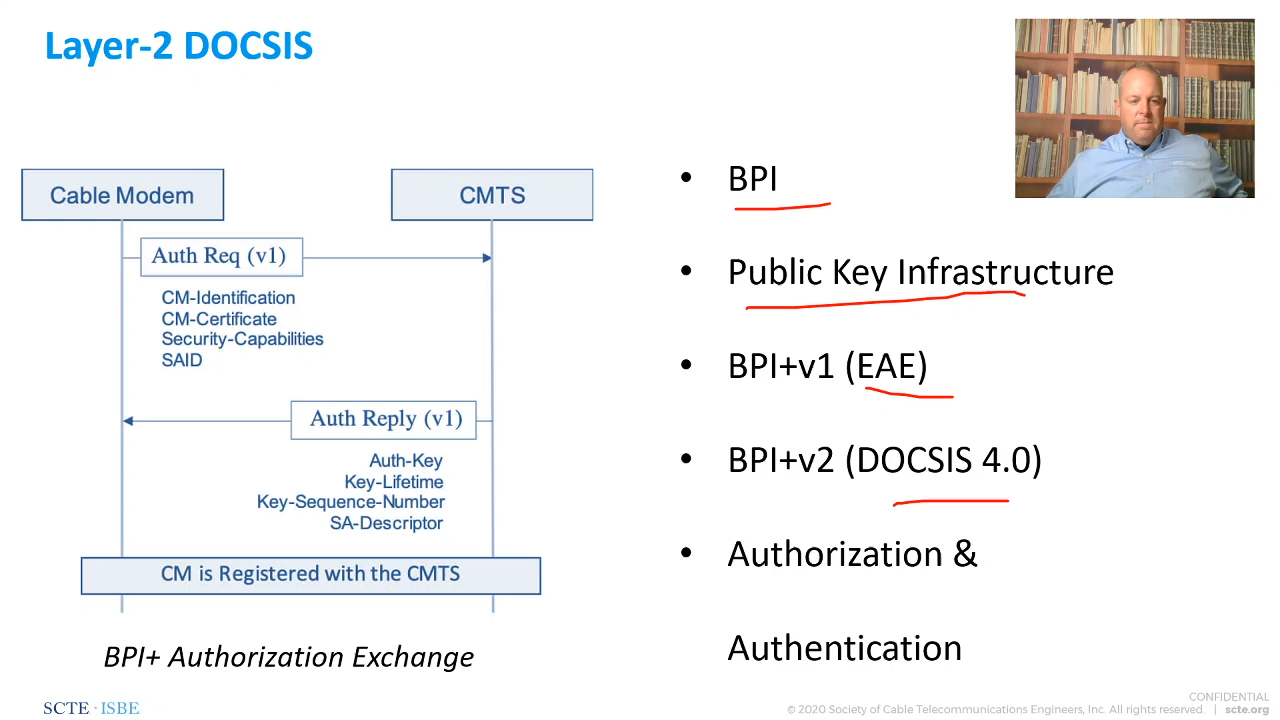 Layer-2 DOCSIS
Cable Modem
CMTS
Auth Req (v1)
CM-Identification
CM-Certificate
Security-Capabilities
SAID
Auth Reply (v1)
Auth-Key
Key-Lifetime
Key-Sequence-Number
SA-Descriptor
CM is Registered with the CMTS
BPI+ Authorization Exchange
• BPI
• Public Key Infrastructure
• BPI+v1 (EAE)
• BPI+v2 (DOCSIS 4.0)
• Authorization &
Authentication
SCTE · ISBE
CONFIDENTIAL
© 2020 Society of Cable Telecommunications Engineers, Inc. All rights reserved. | scte.org